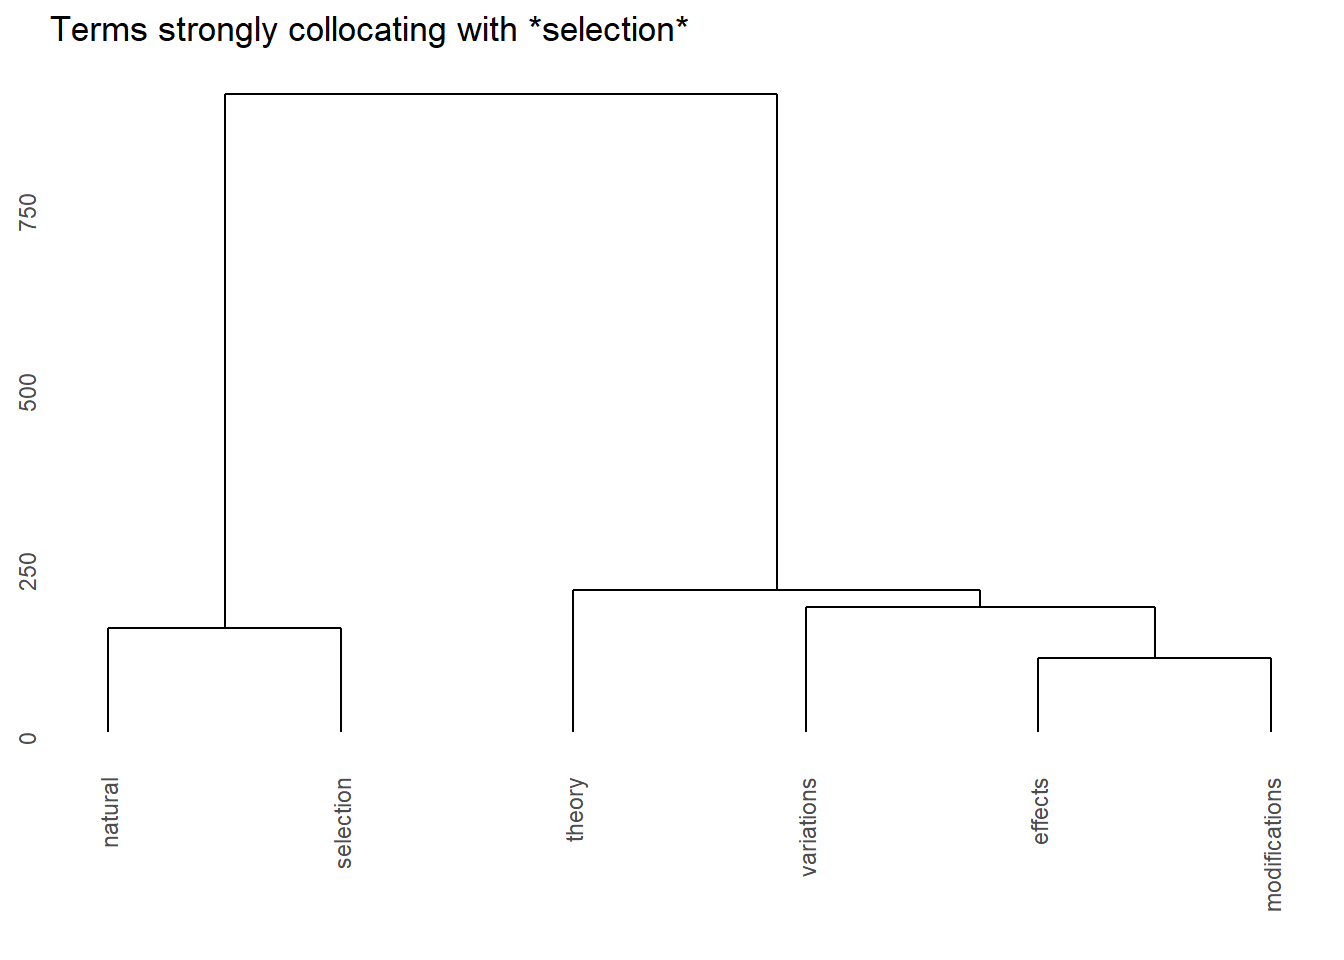 Terms strongly collocating with *selection*
750
500
250
0
natural
selection
theory
variations
effects
modifications